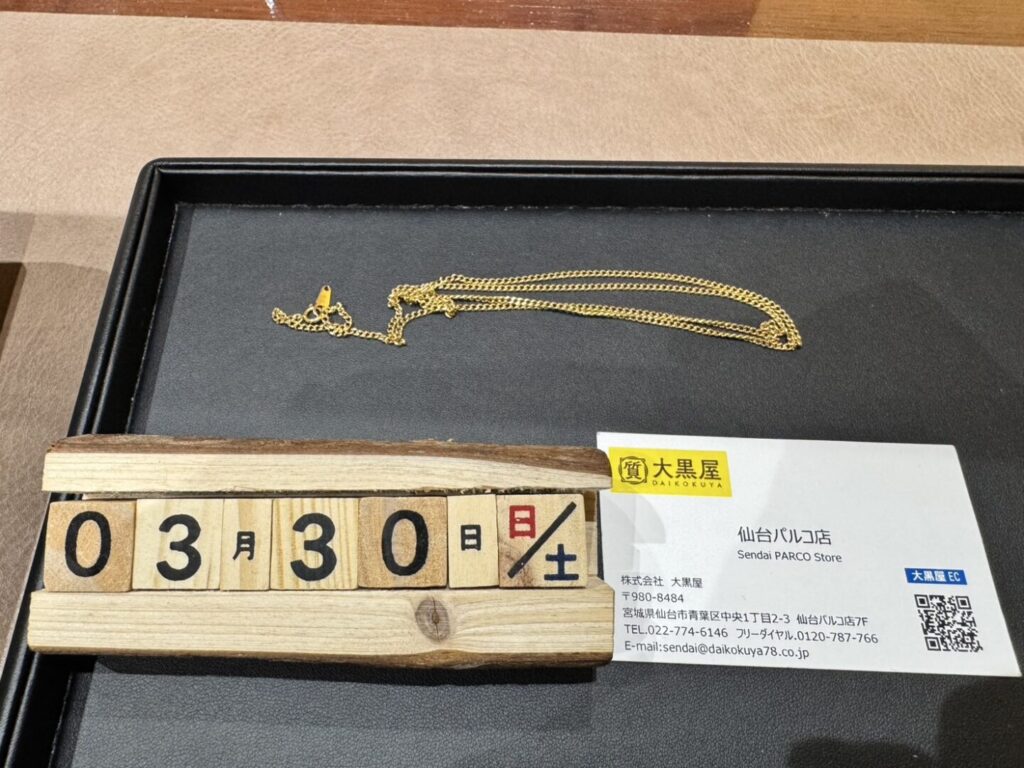 03月30日 日/土
質 大黒屋
DAIKOKUYA
仙台パルコ店
Sendai PARCO Store
大黒屋 EC
株式会社 大黒屋
〒980-8484
宮城県仙台市青葉区中央1丁目2-3 仙台パルコ店7F
TEL.022-774-6146 フリーダイヤル.0120-787-766
E-mail:sendai@daikokuya78.co.jp